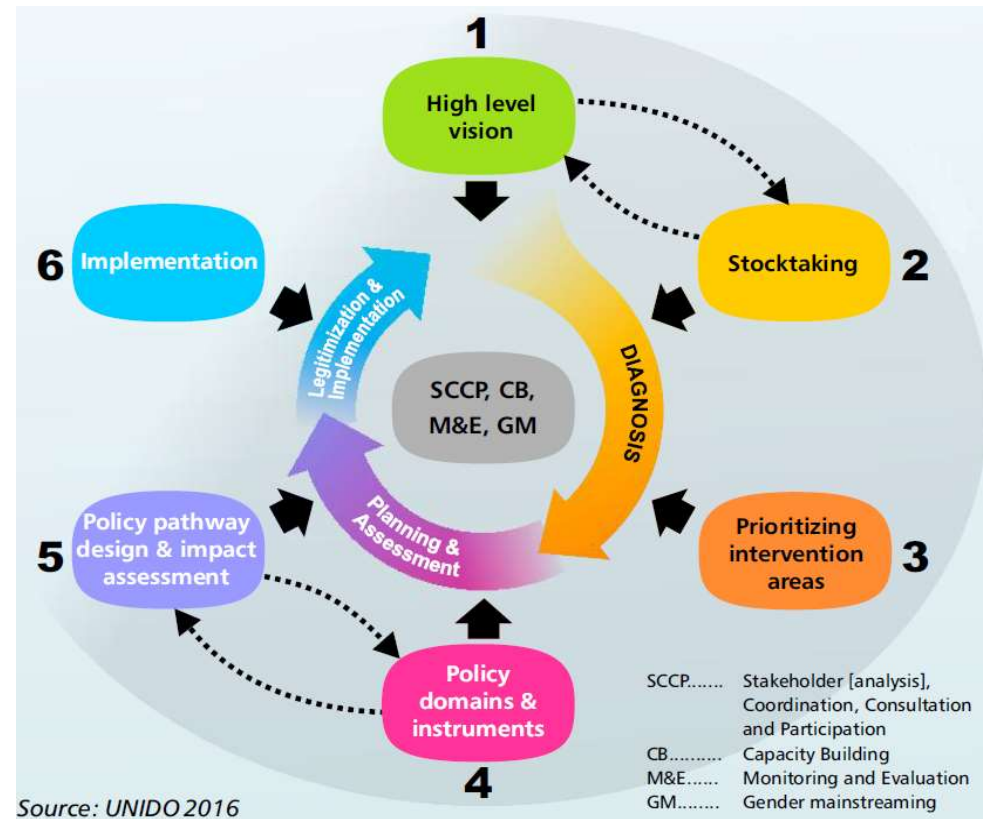 1
High level
vision
6
Implementation
Stocktaking
2
Legitimization &
Implementation
DIAGNOSIS
SCCP, CB,
M&E, GM
Planning &
Assessment
5
Policy pathway
design & impact
assessment
Prioritizing
intervention
areas
3
Policy
domains &
instruments
4
SCCP....... Stakeholder [analysis],
Coordination, Consultation
and Participation
CB.......... Capacity Building
M&E...... Monitoring and Evaluation
GM........ Gender mainstreaming
Source: UNIDO 2016